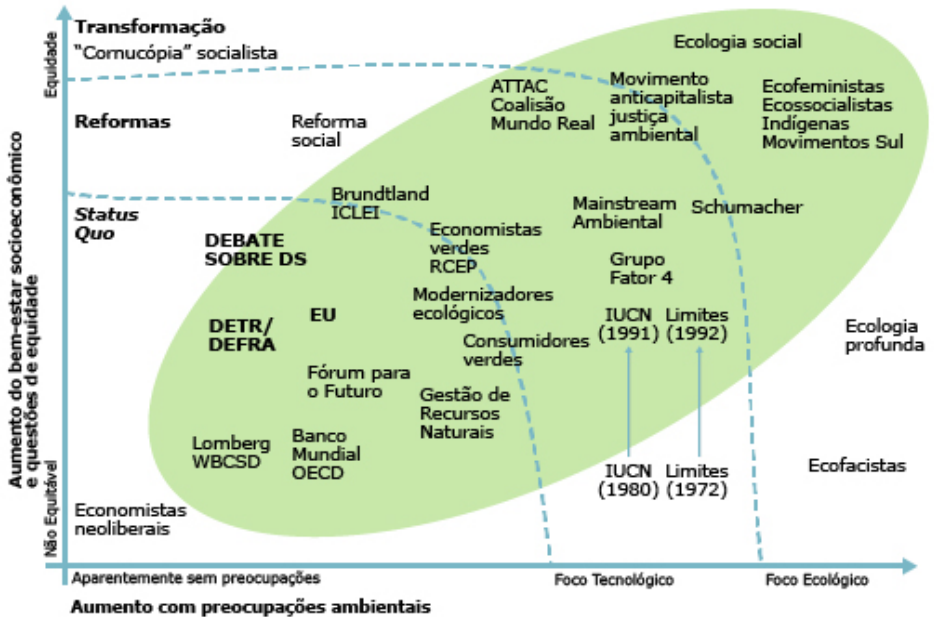 Transformação
"Cornucópia" socialista
Ecologia social
Equidade
ATTAC
Coalisão
Mundo Real
Movimento
anticapitalista
justiça
ambiental
Ecofeministas
Ecossocialistas
Indígenas
Movimentos Sul
Reformas
Reforma
social
Brundtland
ICLEI
Status
Quo
DEBATE
SOBRE DS
Economistas
verdes
RCEP
Mainstream
Ambiental
Schumacher
Grupo
Fator 4
Modernizadores
ecológicos
EU
DETR/
DEFRA
IUCN
(1991)
Limites
(1992)
Ecologia
profunda
Consumidores
verdes
Fórum para
o Futuro
Gestão de
Recursos
Naturais
Lomberg
WBCSD
Banco
Mundial
OECD
IUCN
(1980)
Limites
(1972)
Ecofacistas
Economistas
neoliberais
Aumento do bem-estar socioeconômico
e questões de equidade
Não Equitável
Aparentemente sem preocupações
Foco Tecnológico
Foco Ecológico
Aumento com preocupações ambientais